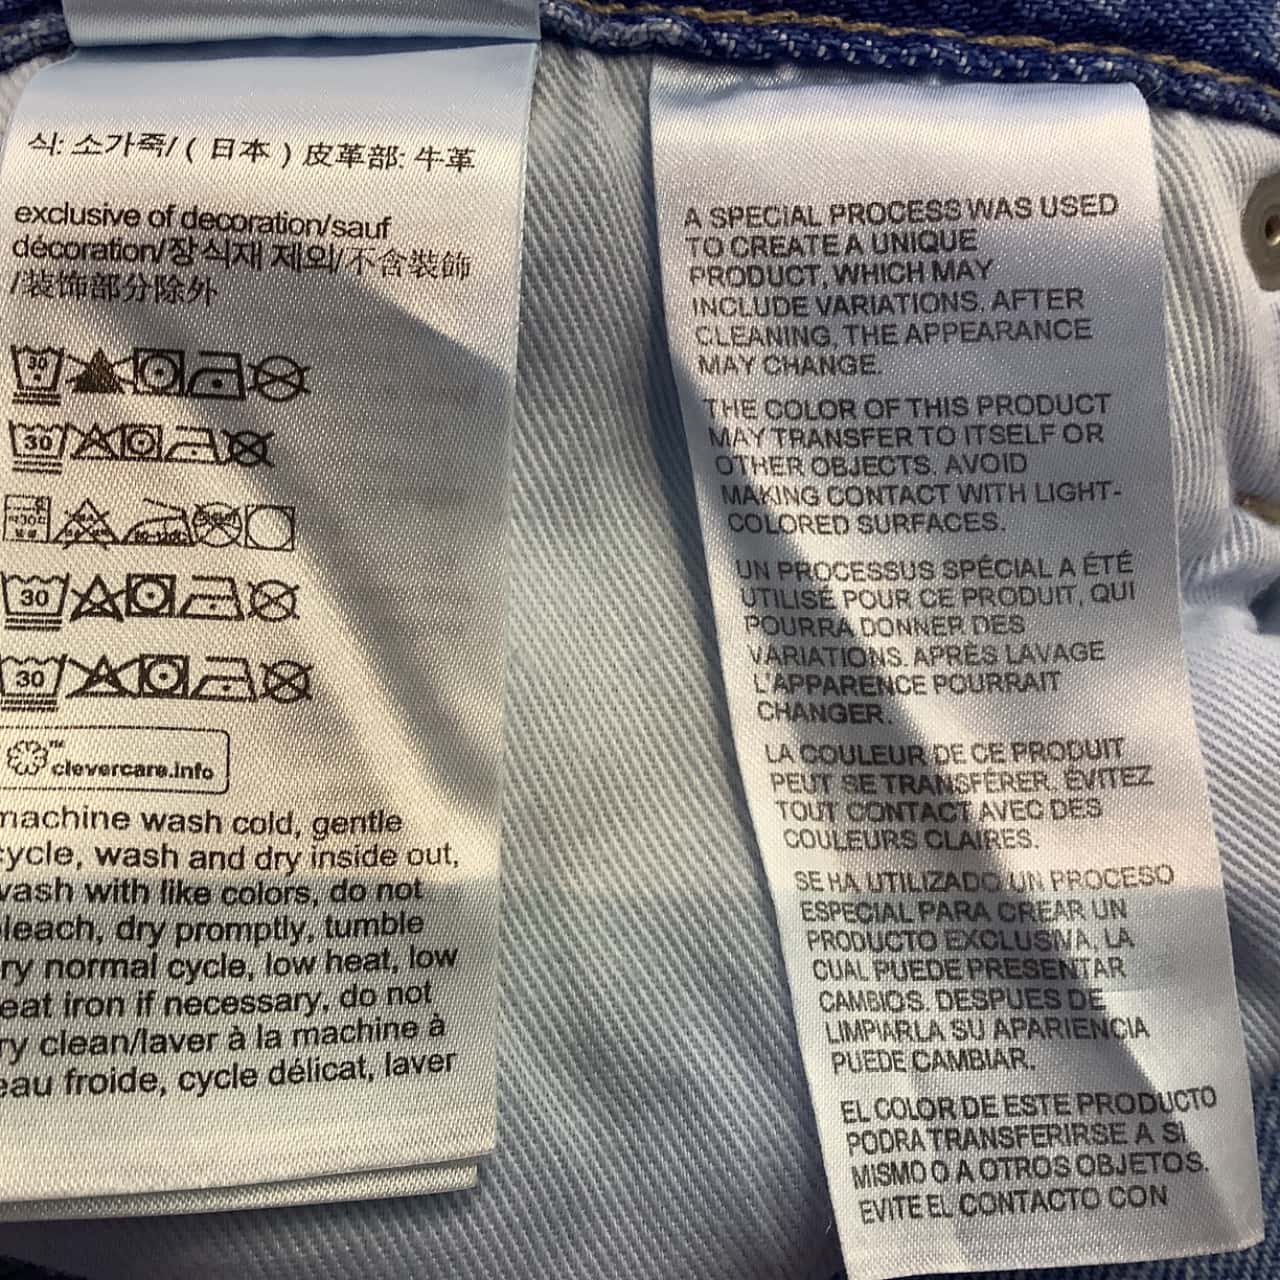 식: 소가죽/ ( 日本 ) 皮革部: 牛革
exclusive of decoration/sauf
décoration/장식재 제외/不含裝飾
/装飾部分除外
30
30
30
30
™ clevercare.info
machine wash cold, gentle
cycle, wash and dry inside out,
wash with like colors, do not
bleach, dry promptly, tumble
dry normal cycle, low heat, low
heat iron if necessary, do not
dry clean/laver à la machine à
eau froide, cycle délicat, laver
A SPECIAL PROCESS WAS USED
TO CREATE A UNIQUE
PRODUCT, WHICH MAY
INCLUDE VARIATIONS. AFTER
CLEANING, THE APPEARANCE
MAY CHANGE.
THE COLOR OF THIS PRODUCT
MAY TRANSFER TO ITSELF OR
OTHER OBJECTS. AVOID
MAKING CONTACT WITH LIGHT-
COLORED SURFACES.
UN PROCESSUS SPÉCIAL A ÉTÉ
UTILISÉ POUR CE PRODUIT, QUI
POURRA DONNER DES
VARIATIONS. APRÈS LAVAGE
L'APPARENCE POURRAIT
CHANGER.
LA COULEUR DE CE PRODUIT
PEUT SE TRANSFÉRER. ÉVITEZ
TOUT CONTACT AVEC DES
COULEURS CLAIRES.
SE HA UTILIZADO UN PROCESO
ESPECIAL PARA CREAR UN
PRODUCTO EXCLUSIVA, LA
CUAL PUEDE PRESENTAR
CAMBIOS. DESPUES DE
LIMPIARLA SU APARIENCIA
PUEDE CAMBIAR.
EL COLOR DE ESTE PRODUCTO
PODRA TRANSFERIRSE A SI
MISMO O A OTROS OBJETOS.
EVITE EL CONTACTO CON